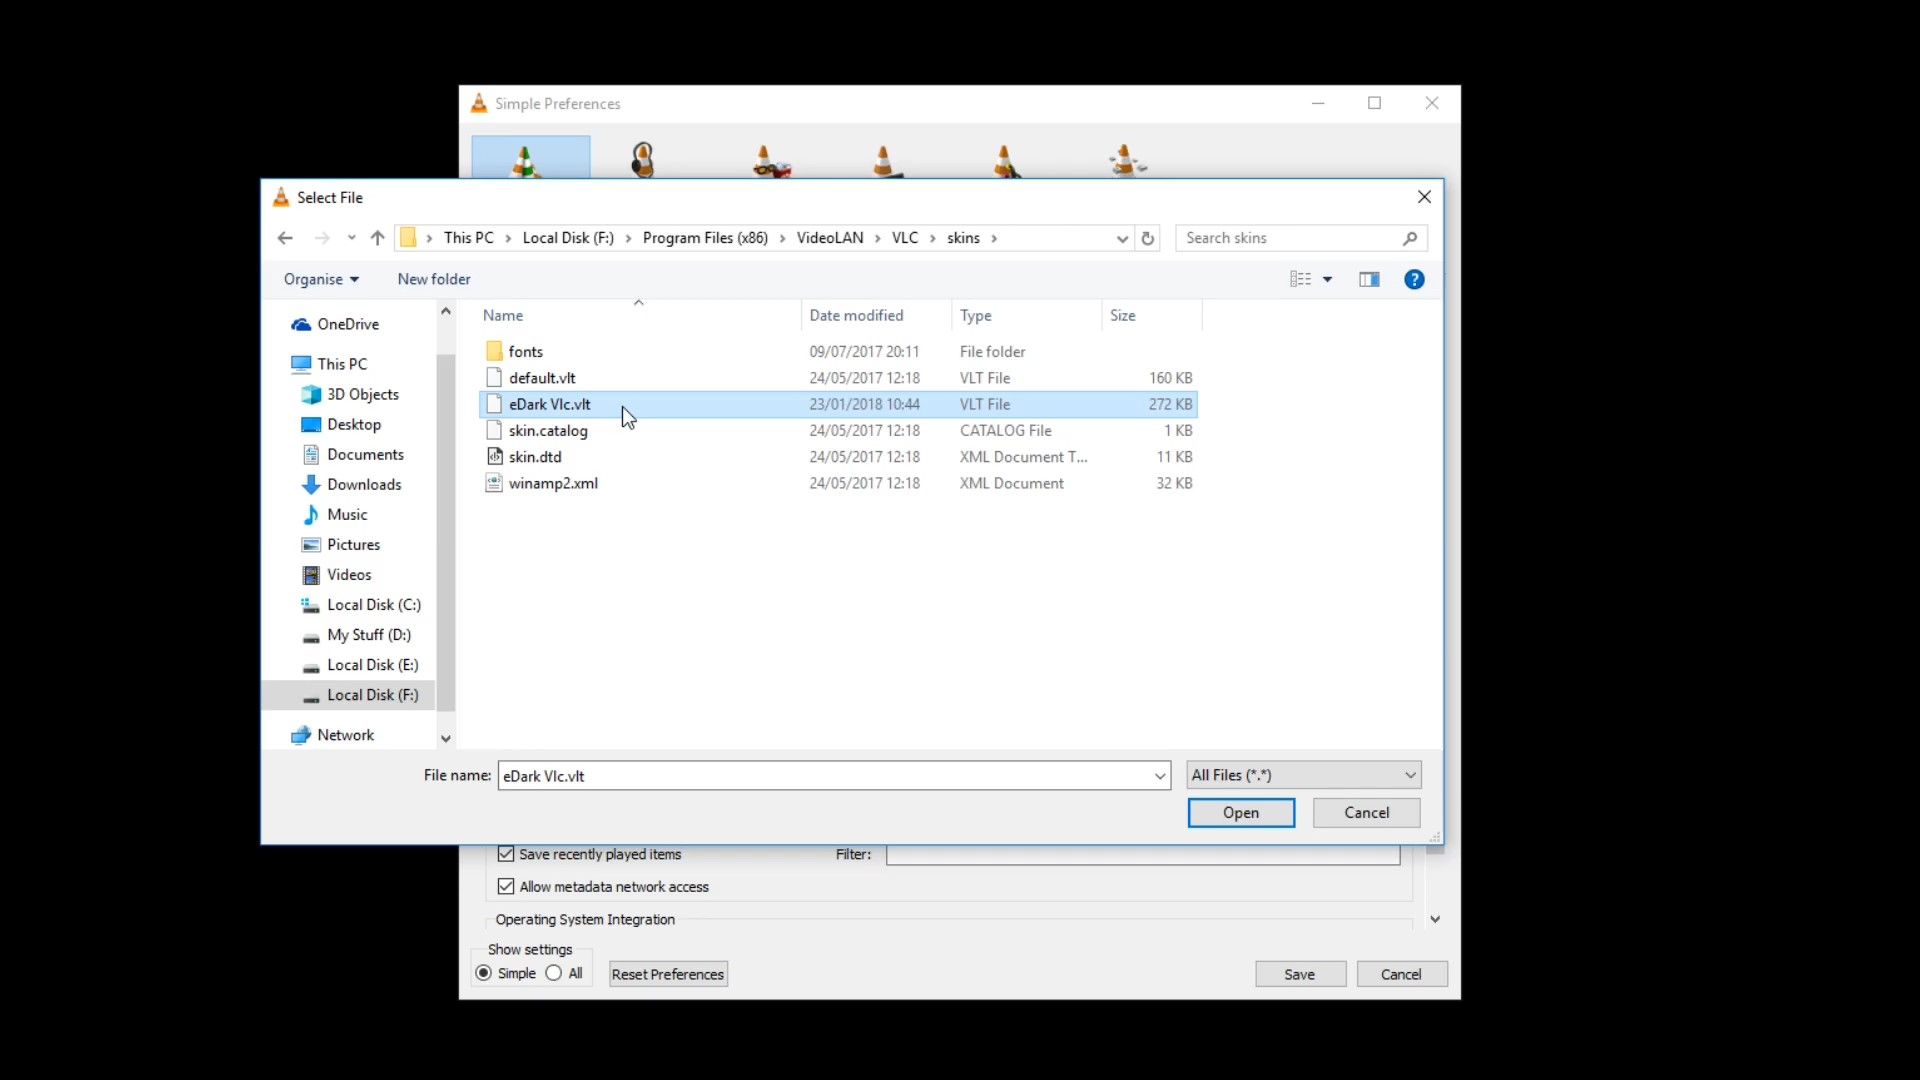 Simple Preferences
Select File
This PC > Local Disk (F:) > Program Files (x86) > VideoLAN > VLC > skins >
Search skins
Organise
New folder
Name
Date modified
Type
Size
OneDrive
This PC
3D Objects
Desktop
Documents
Downloads
Music
Pictures
Videos
Local Disk (C:)
My Stuff (D:)
Local Disk (E:)
Local Disk (F:)
Network
fonts 09/07/2017 20:11 File folder
default.vlt 24/05/2017 12:18 VLT File 160 KB
eDark Vlc.vlt 23/01/2018 10:44 VLT File 272 KB
skin.catalog 24/05/2017 12:18 CATALOG File 1 KB
skin.dtd 24/05/2017 12:18 XML Document T... 11 KB
winamp2.xml 24/05/2017 12:18 XML Document 32 KB
File name: eDark Vlc.vlt
All Files (*.*)
Open
Cancel
Save recently played items
Filter:
Allow metadata network access
Operating System Integration
Show settings
Simple
All
Reset Preferences
Save
Cancel